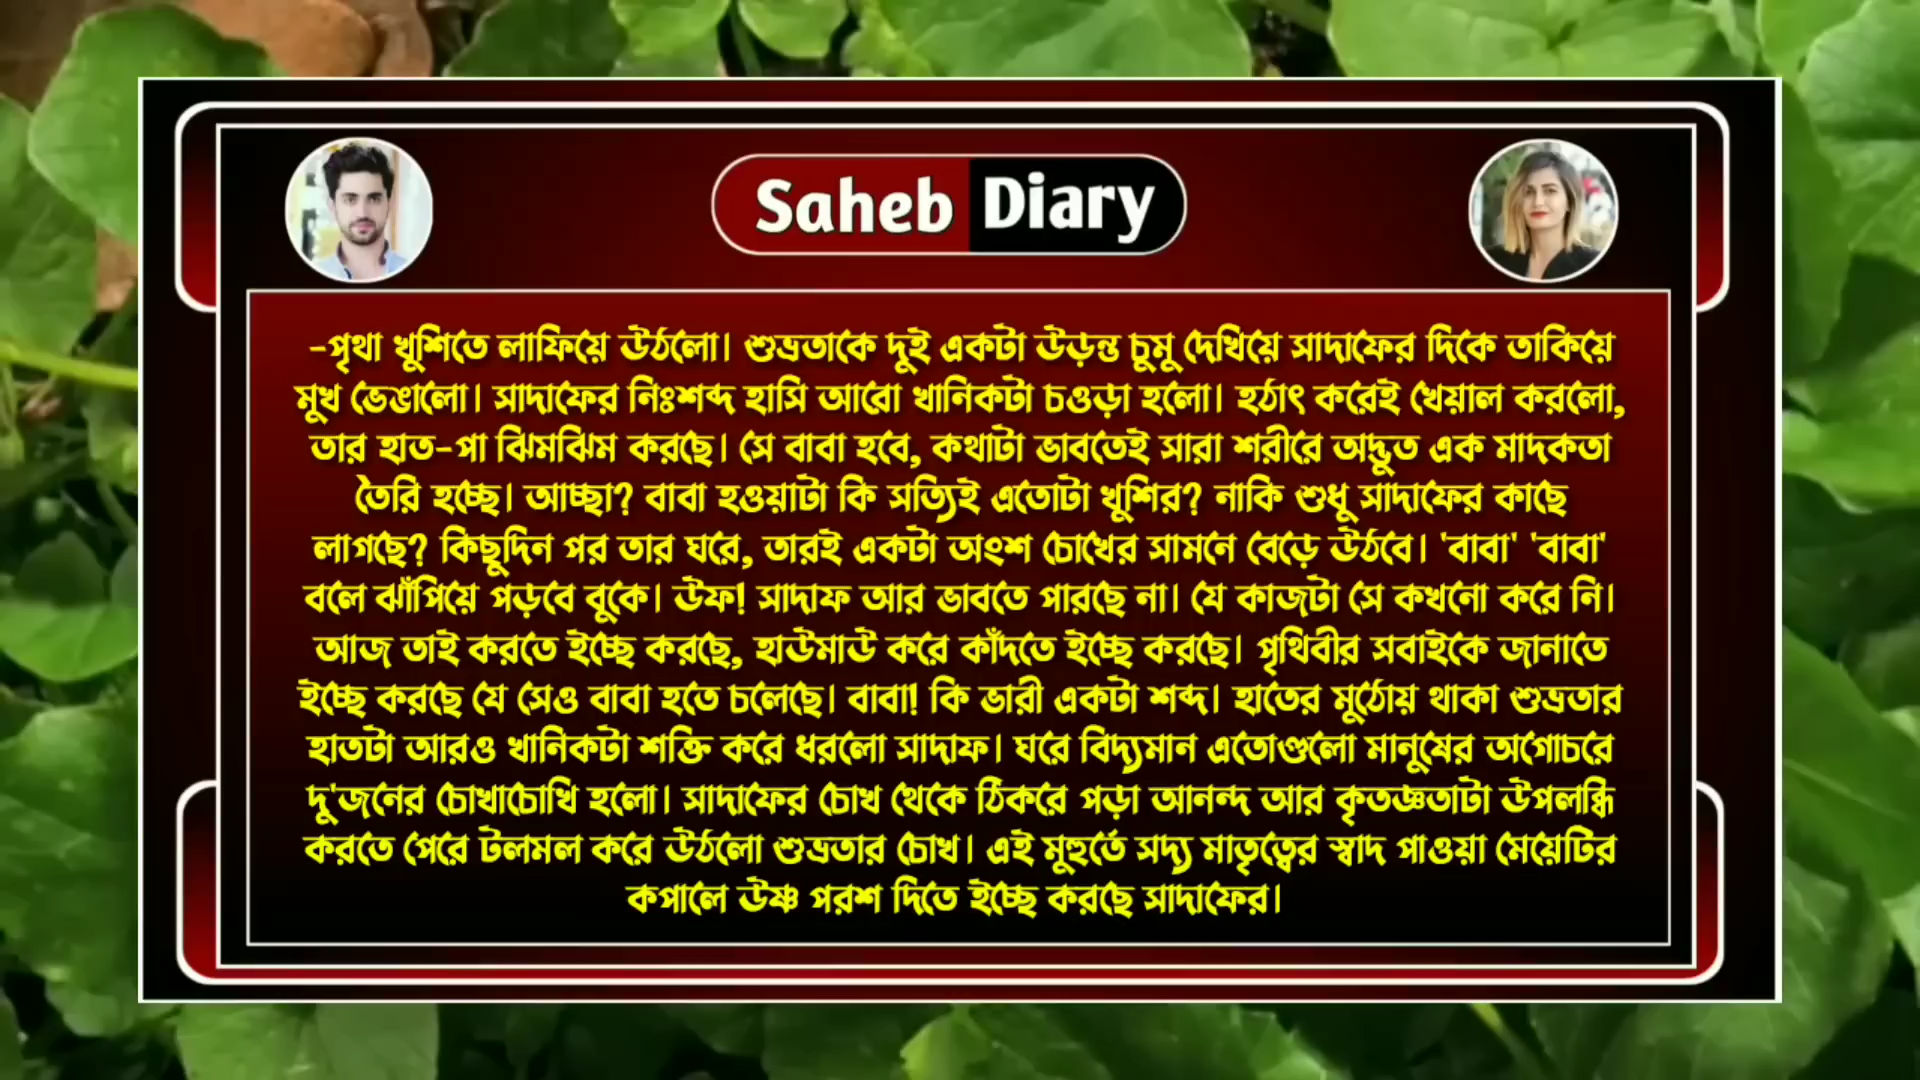 Saheb Diary
-পৃথা খুশিতে লাফিয়ে উঠলো। শুভ্রতাকে দুই একটা উড়ন্ত চুমু দেখিয়ে সাদাফের দিকে তাকিয়ে
মুখ ভেঙালো। সাদাফের নিঃশব্দ হাসি আরো খানিকটা চওড়া হলো। হঠাৎ করেই খেয়াল করলো,
তার হাত-পা ঝিমঝিম করছে। সে বাবা হবে, কথাটা ভাবতেই সারা শরীরে অদ্ভুত এক মাদকতা
তৈরি হচ্ছে। আচ্ছা? বাবা হওয়াটা কি সত্যিই এতোটা খুশির? নাকি শুধু সাদাফের কাছে
লাগছে? কিছুদিন পর তার ঘরে, তারই একটা অংশ চোখের সামনে বেড়ে উঠবে। 'বাবা' 'বাবা'
বলে ঝাঁপিয়ে পড়বে বুকে। উফ! সাদাফ আর ভাবতে পারছে না। যে কাজটা সে কখনো করে নি।
আজ তাই করতে ইচ্ছে করছে, হাউমাউ করে কাঁদতে ইচ্ছে করছে। পৃথিবীর সবাইকে জানাতে
ইচ্ছে করছে যে সেও বাবা হতে চলেছে। বাবা! কি ভারী একটা শব্দ। হাতের মুঠোয় থাকা শুভ্রতার
হাতটা আরও খানিকটা শক্তি করে ধরলো সাদাফ। ঘরে বিদ্যমান এতোগুলো মানুষের অগোচরে
দু'জনের চোখাচোখি হলো। সাদাফের চোখ থেকে ঠিকরে পড়া আনন্দ আর কৃতজ্ঞতাটা উপলব্ধি
করতে পেরে টলমল করে উঠলো শুভ্রতার চোখ। এই মুহুর্তে সদ্য মাতৃত্বের স্বাদ পাওয়া মেয়েটির
কপালে উষ্ণ পরশ দিতে ইচ্ছে করছে সাদাফের।